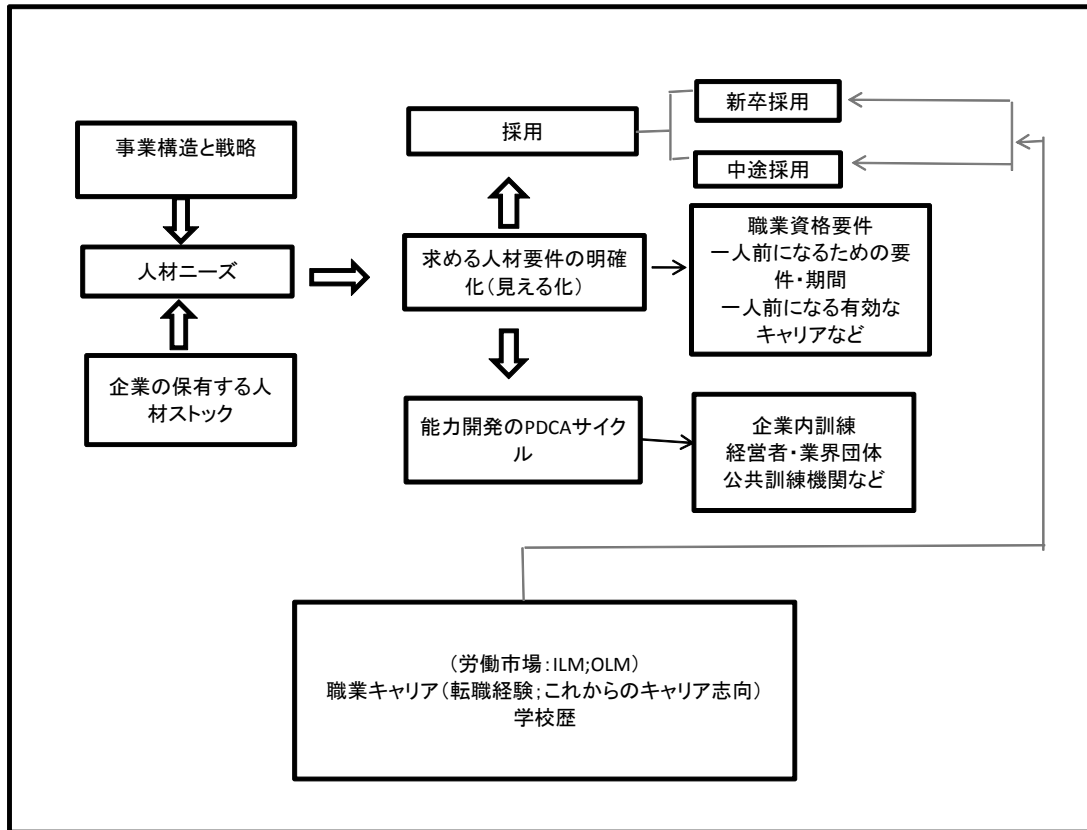 新卒採用
採用
事業構造と戦略
中途採用
職業資格要件
一人前になるための要
件・期間
一人前になる有効な
キャリアなど
求める人材要件の明確
化(見える化)
人材ニーズ
企業の保有する人
材ストック
能力開発のPDCAサイク
ル
企業内訓練
経営者・業界団体
公共訓練機関など
(労働市場:ILM;OLM)
職業キャリア(転職経験;これからのキャリア志向)
学校歴